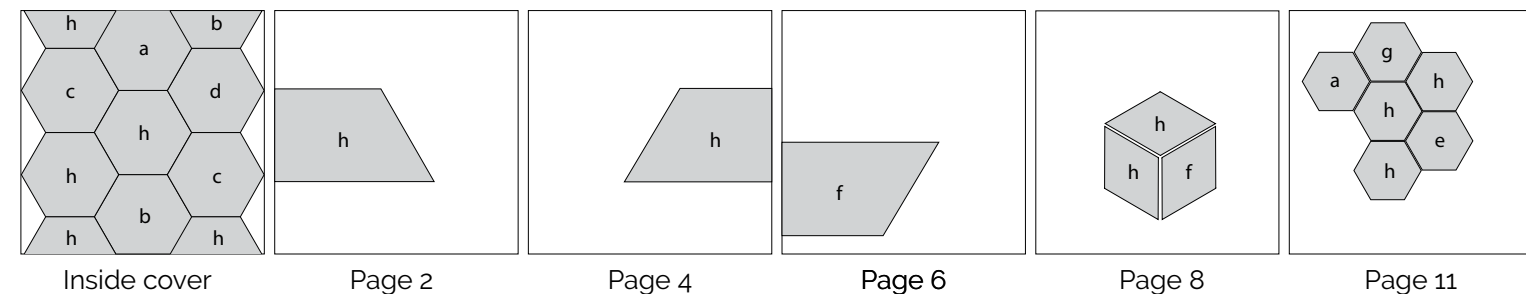 h a b
c d
h
h c
b
h h
h
h
f
h
h f
g
a h
h
e
h
Inside cover Page 2 Page 4 Page 6 Page 8 Page 11